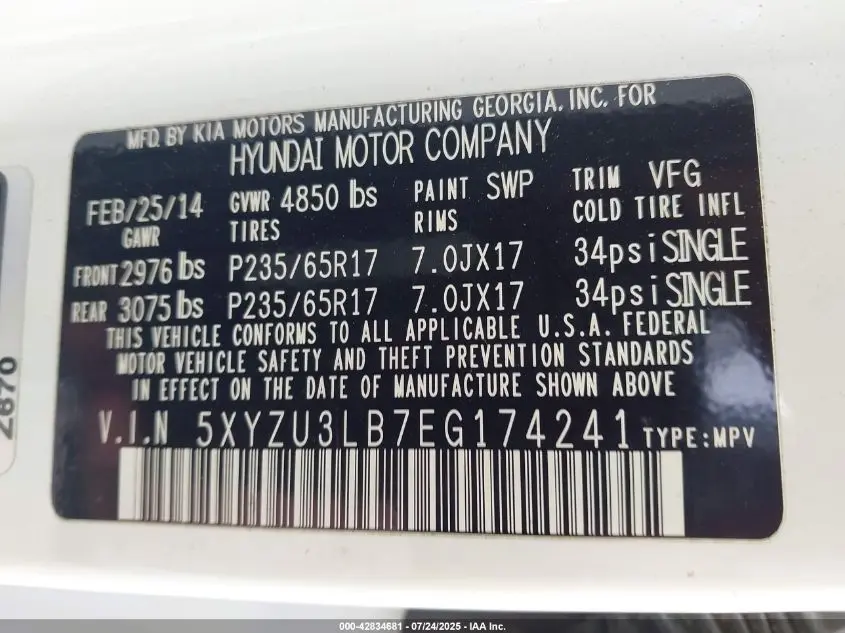 MFD BY KIA MOTORS MANUFACTURING GEORGIA, INC. FOR
HYUNDAI MOTOR COMPANY
FEB/25/14 GVWR 4850 lbs PAINT SWP TRIM VFG
GAWR TIRES RIMS COLD TIRE INFL
FRONT 2976 lbs P235/65R17 7.0JX17 34psi SINGLE
REAR 3075 lbs P235/65R17 7.0JX17 34psi SINGLE
THIS VEHICLE CONFORMS TO ALL APPLICABLE U.S.A. FEDERAL
MOTOR VEHICLE SAFETY AND THEFT PREVENTION STANDARDS
IN EFFECT ON THE DATE OF MANUFACTURE SHOWN ABOVE
V.I.N 5XYZU3LB7EG174241 TYPE:MPV
2870
000-42834681 - 07/24/2025 - IAA Inc.